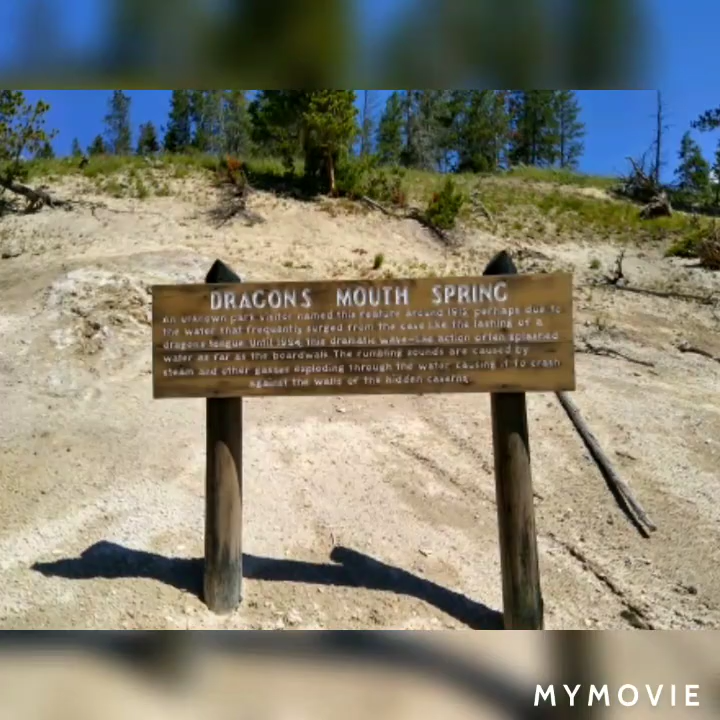 DRAGONS MOUTH SPRING
An unknown park visitor named this feature around 1912, perhaps due to
the water that frequently surged from the cave like the lashing of a
dragons tongue. Until 1994, this dramatic wave-like action often splashed
water as far as the boardwalk. The rumbling sounds are caused by
steam and other gasses exploding through the water, causing it to crash
against the walls of the hidden caverns.
MYMOVIE